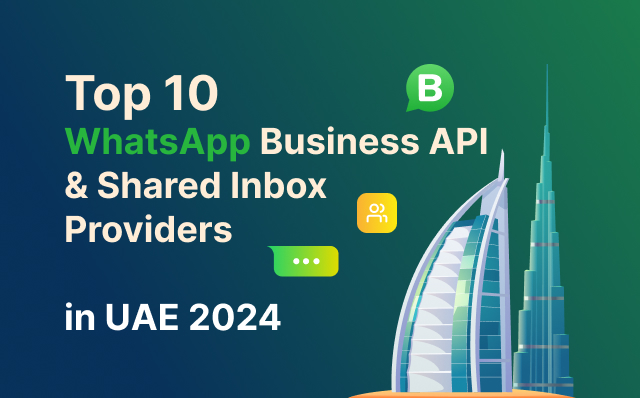 Top 10
B
WhatsApp Business API
& Shared Inbox
Providers
in UAE 2024